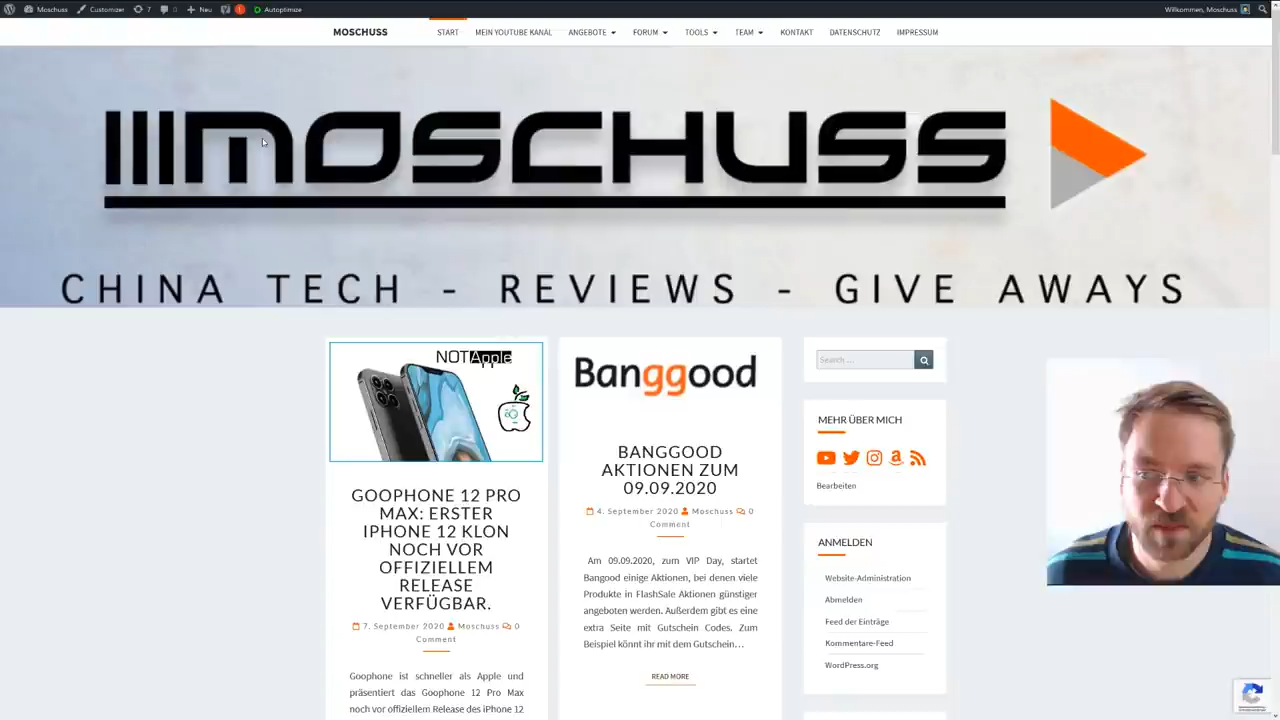 Moschuss Customizer 7 0 Neu 1 Autoptimize Willkommen, Moschuss
MOSCHUSS START MEIN YOUTUBE KANAL ANGEBOTE FORUM TOOLS TEAM KONTAKT DATENSCHUTZ IMPRESSUM
MOSCHUSS
CHINA TECH - REVIEWS - GIVE AWAYS
NOTApple
GOOPHONE 12 PRO
MAX: ERSTER
IPHONE 12 KLON
NOCH VOR
OFFIZIELLEM
RELEASE
VERFÜGBAR.
7. September 2020 Moschuss 0
Comment
Goophone ist schneller als Apple und
präsentiert das Goophone 12 Pro Max
noch vor offiziellem Release des iPhone 12
Banggood
BANGGOOD
AKTIONEN ZUM
09.09.2020
4. September 2020 Moschuss 0
Comment
Am 09.09.2020, zum VIP Day, startet
Bangood einige Aktionen, bei denen viele
Produkte in FlashSale Aktionen günstiger
angeboten werden. Außerdem gibt es eine
extra Seite mit Gutschein Codes. Zum
Beispiel könnt ihr mit dem Gutschein…
READ MORE
Search …
MEHR ÜBER MICH
Bearbeiten
ANMELDEN
Website-Administration
Abmelden
Feed der Einträge
Kommentare-Feed
WordPress.org